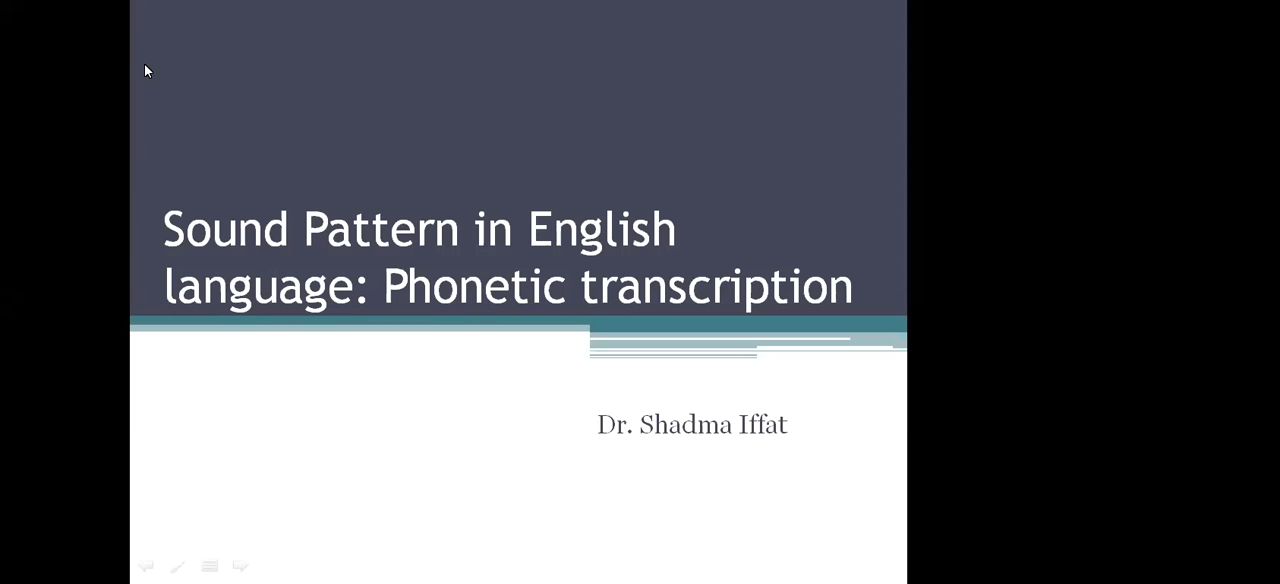 Sound Pattern in English
language: Phonetic transcription
Dr. Shadma Iffat